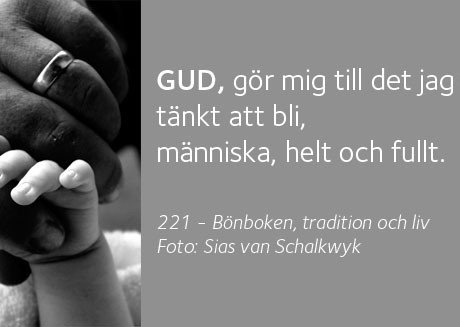 GUD, gör mig till det jag
tänkt att bli,
människa, helt och fullt.
221 – Bönboken, tradition och liv
Foto: Sias van Schalkwyk